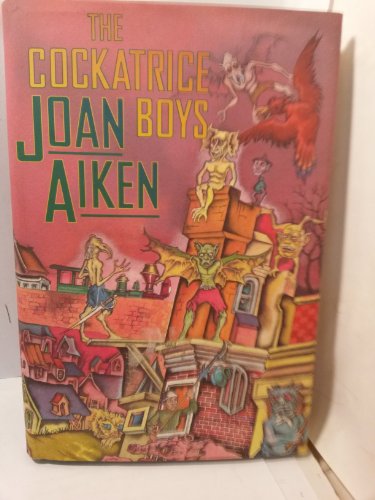 THE
COCKATRICE
BOYS
JOAN
AIKEN